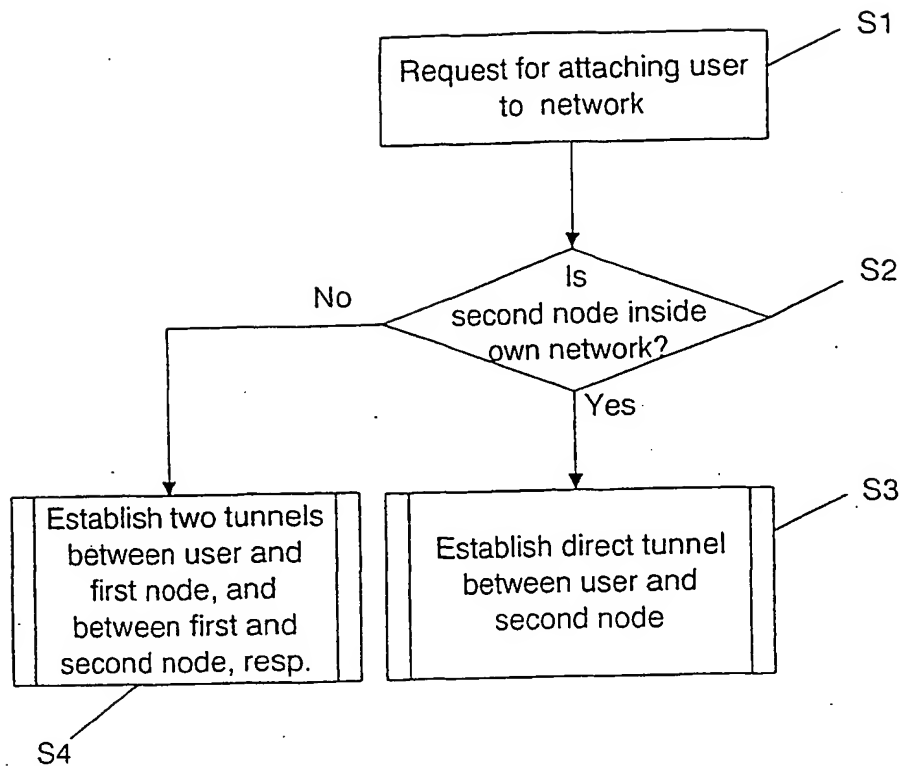 S1
Request for attaching user
to network
S2
Is
second node inside
own network?
No
Yes
S3
Establish two tunnels
between user and
first node, and
between first and
second node, resp.
Establish direct tunnel
between user and
second node
S4